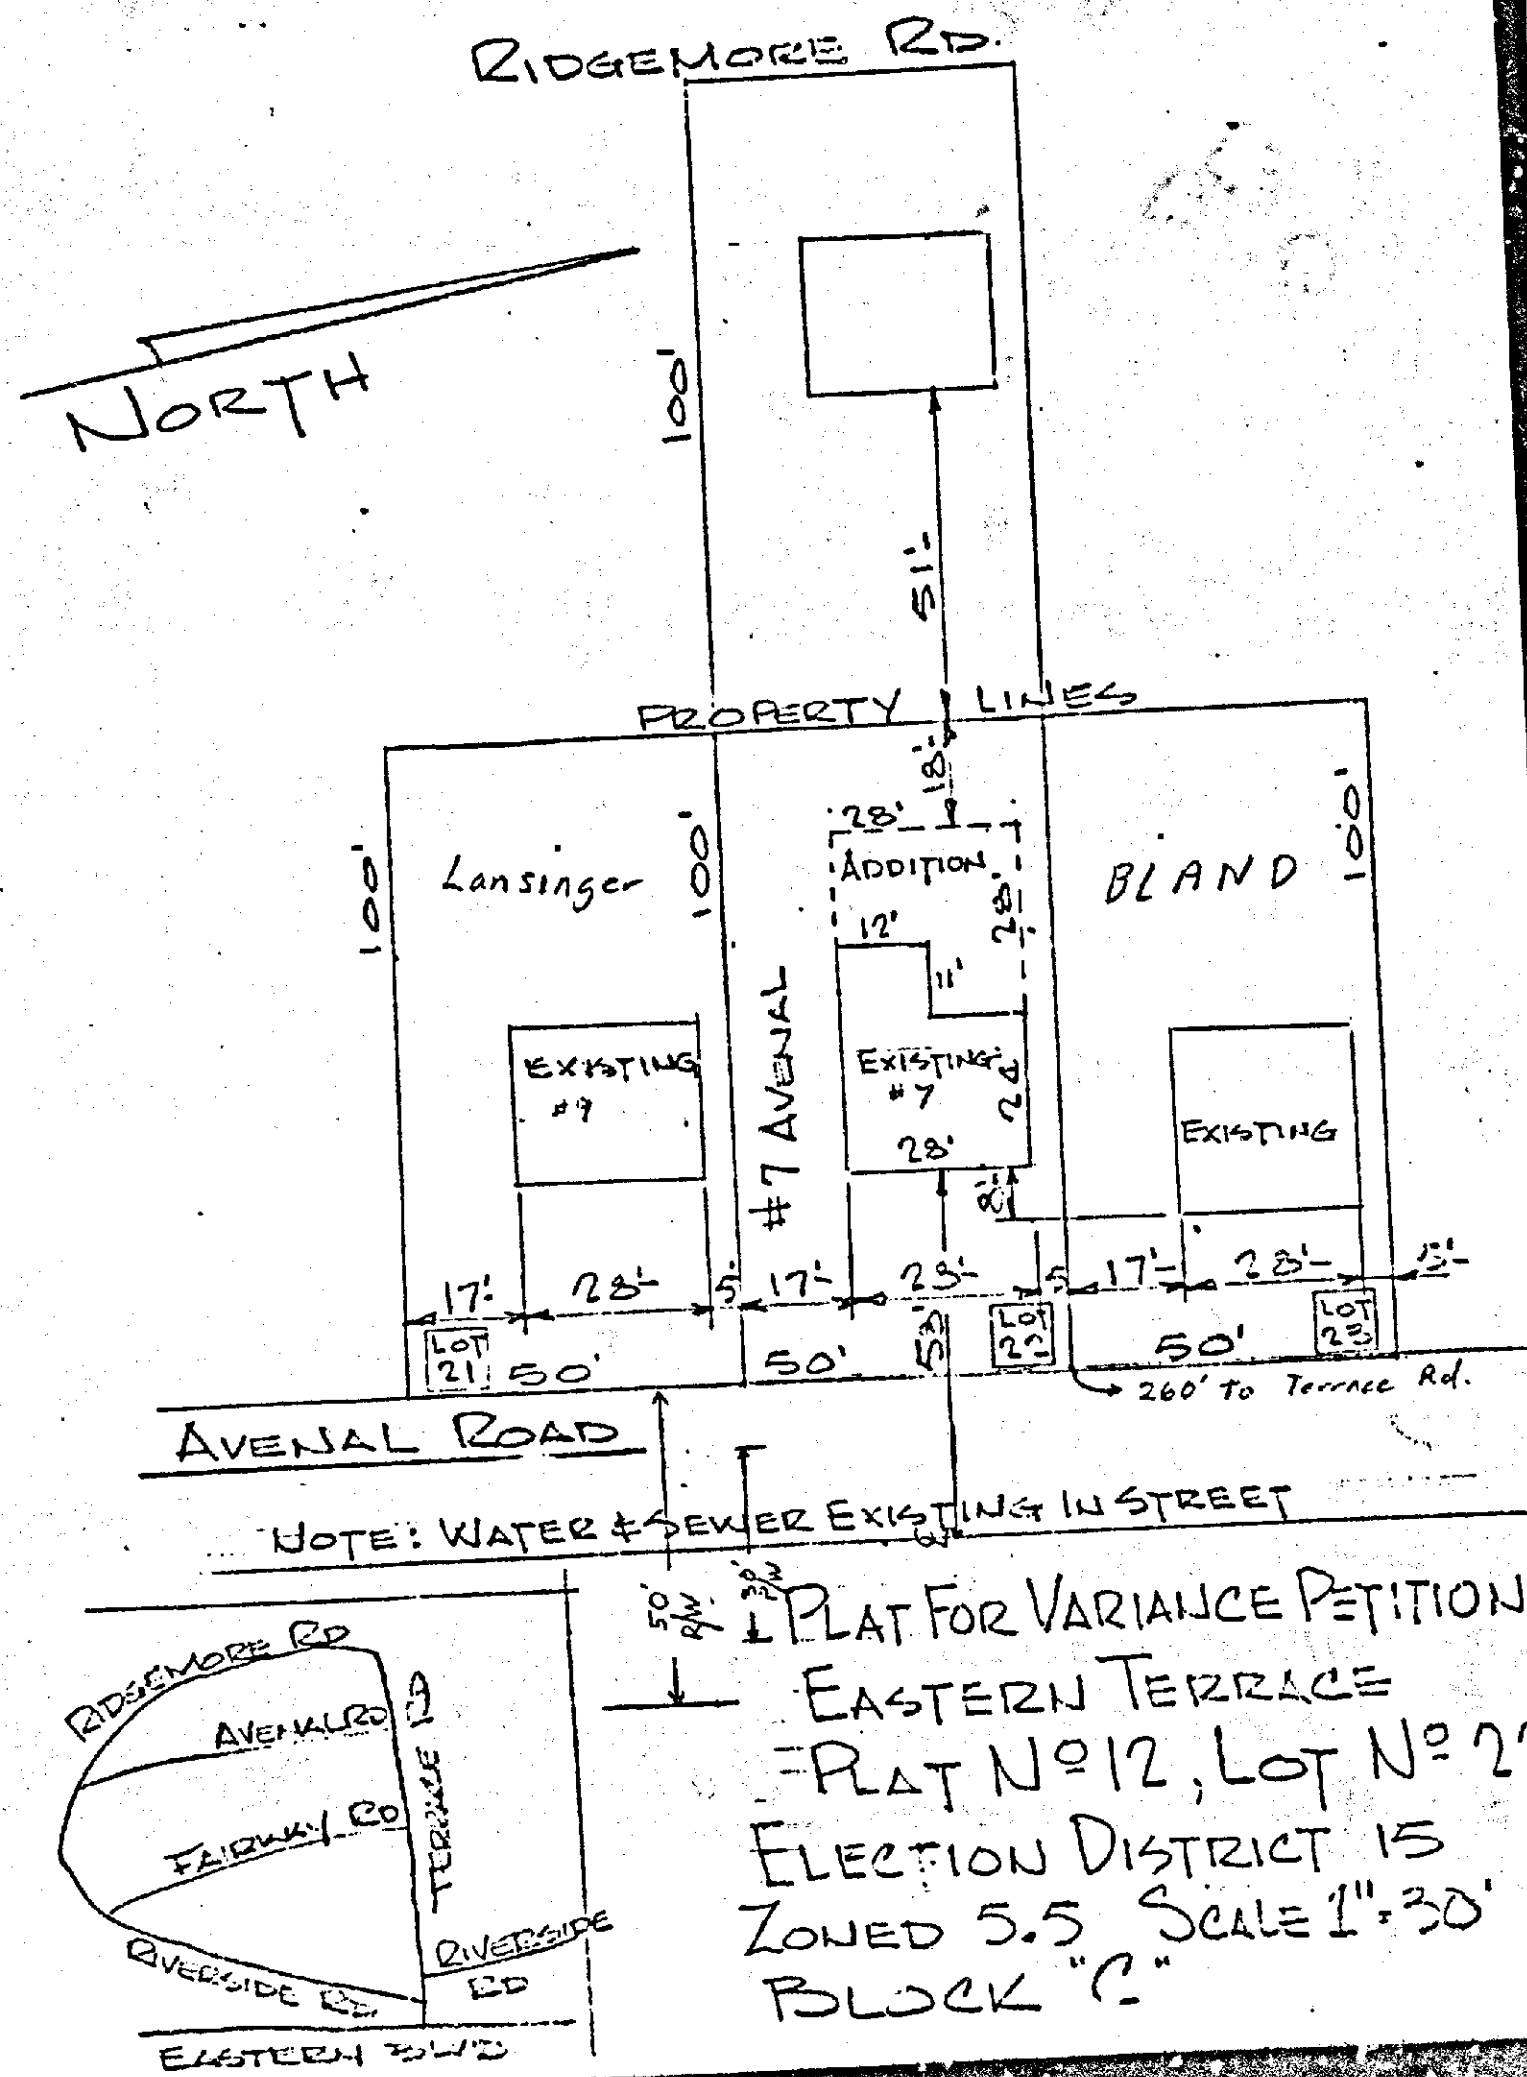 RIDGEMORE RD.
NORTH
100'
51'-
PROPERTY LINES
18'-
28'
ADDITION
28'
Lansinger
100'
100'
BLAND
100'
12'
11'
#7 AVENAL
EXISTING
#9
EXISTING
#7
24
28'
EXISTING
8'-
17'-
28'-
5'
17'-
28'-
5
17'-
28'-
5'-
LOT
21
50'
50'
LOT
22
50'
LOT
23
260' To Terrace Rd.
AVENAL ROAD
NOTE: WATER & SEWER EXISTING IN STREET
50'
R/W.
30'
R/W
RIDGEMORE RD
AVENAL RD
TERRACE RD
FAIRWAY RD
RIVERSIDE RD
RIVERSIDE
RD
EASTERN BLVD
PLAT FOR VARIANCE PETITION
EASTERN TERRACE
PLAT Nº 12, LOT Nº 2
ELECTION DISTRICT 15
ZONED 5.5 SCALE 1"=30'
BLOCK "C"